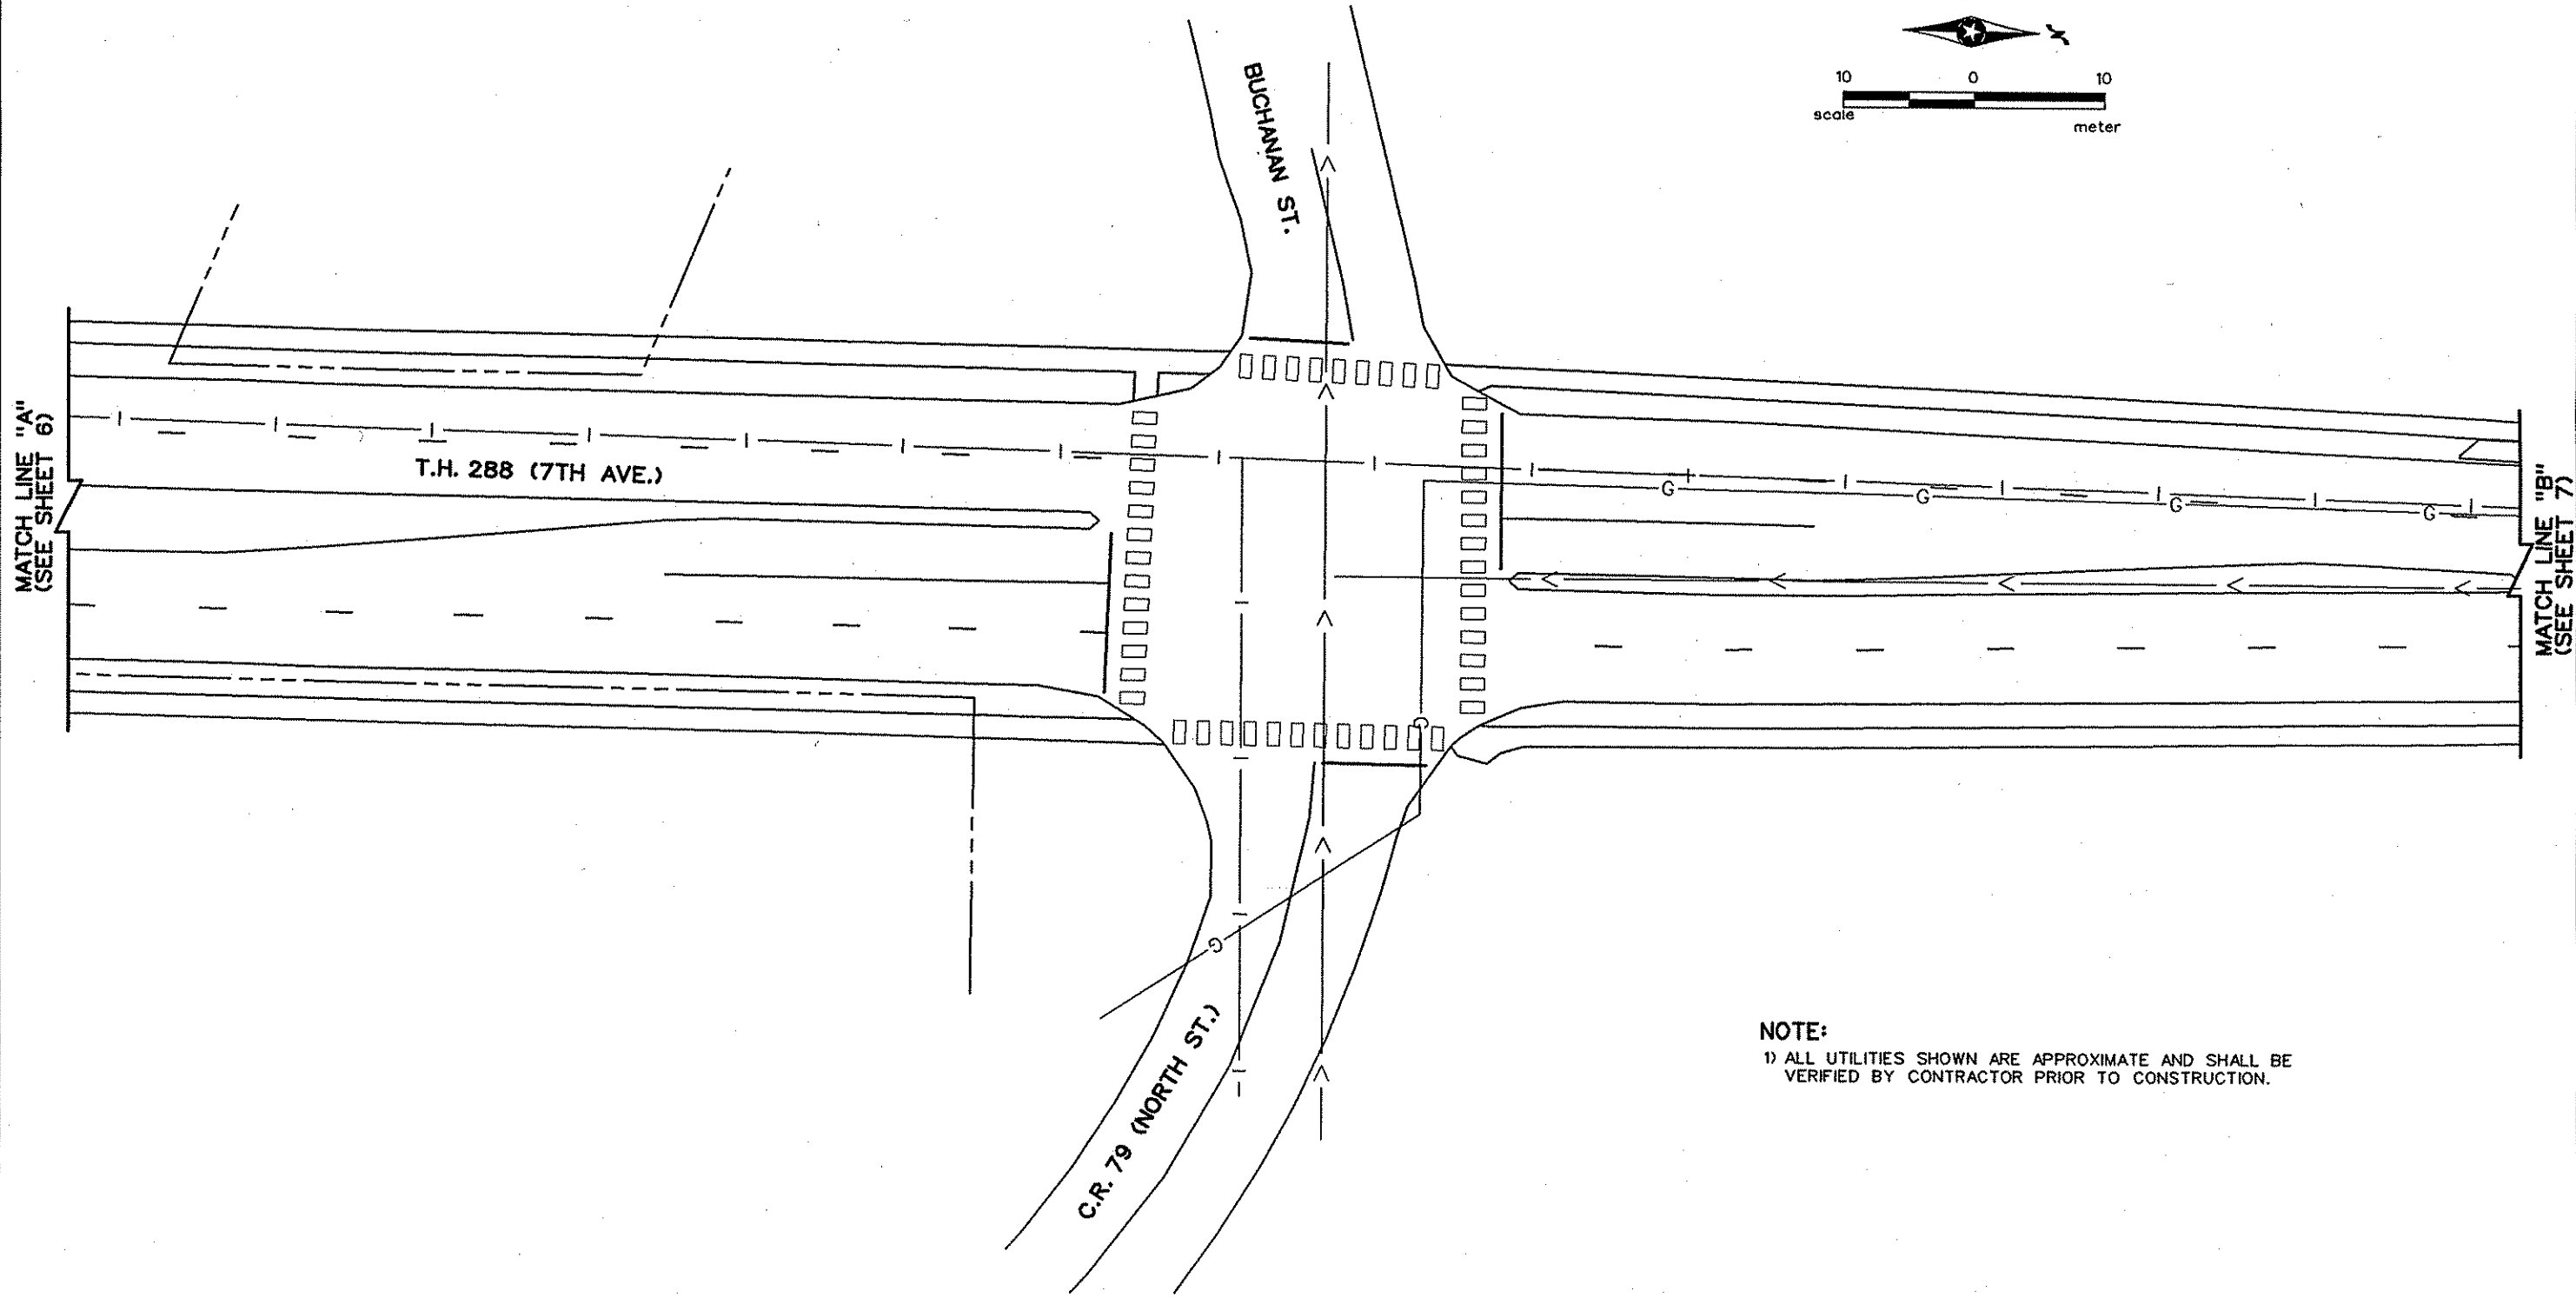 10 0 10
scale
meter
BUCHANAN ST.
MATCH LINE "A"
(SEE SHEET 6)
T.H. 288 (7TH AVE.)
G G G G
MATCH LINE "B"
(SEE SHEET 7)
G
G
C.R. 79 (NORTH ST.)
NOTE:
1) ALL UTILITIES SHOWN ARE APPROXIMATE AND SHALL BE
VERIFIED BY CONTRACTOR PRIOR TO CONSTRUCTION.